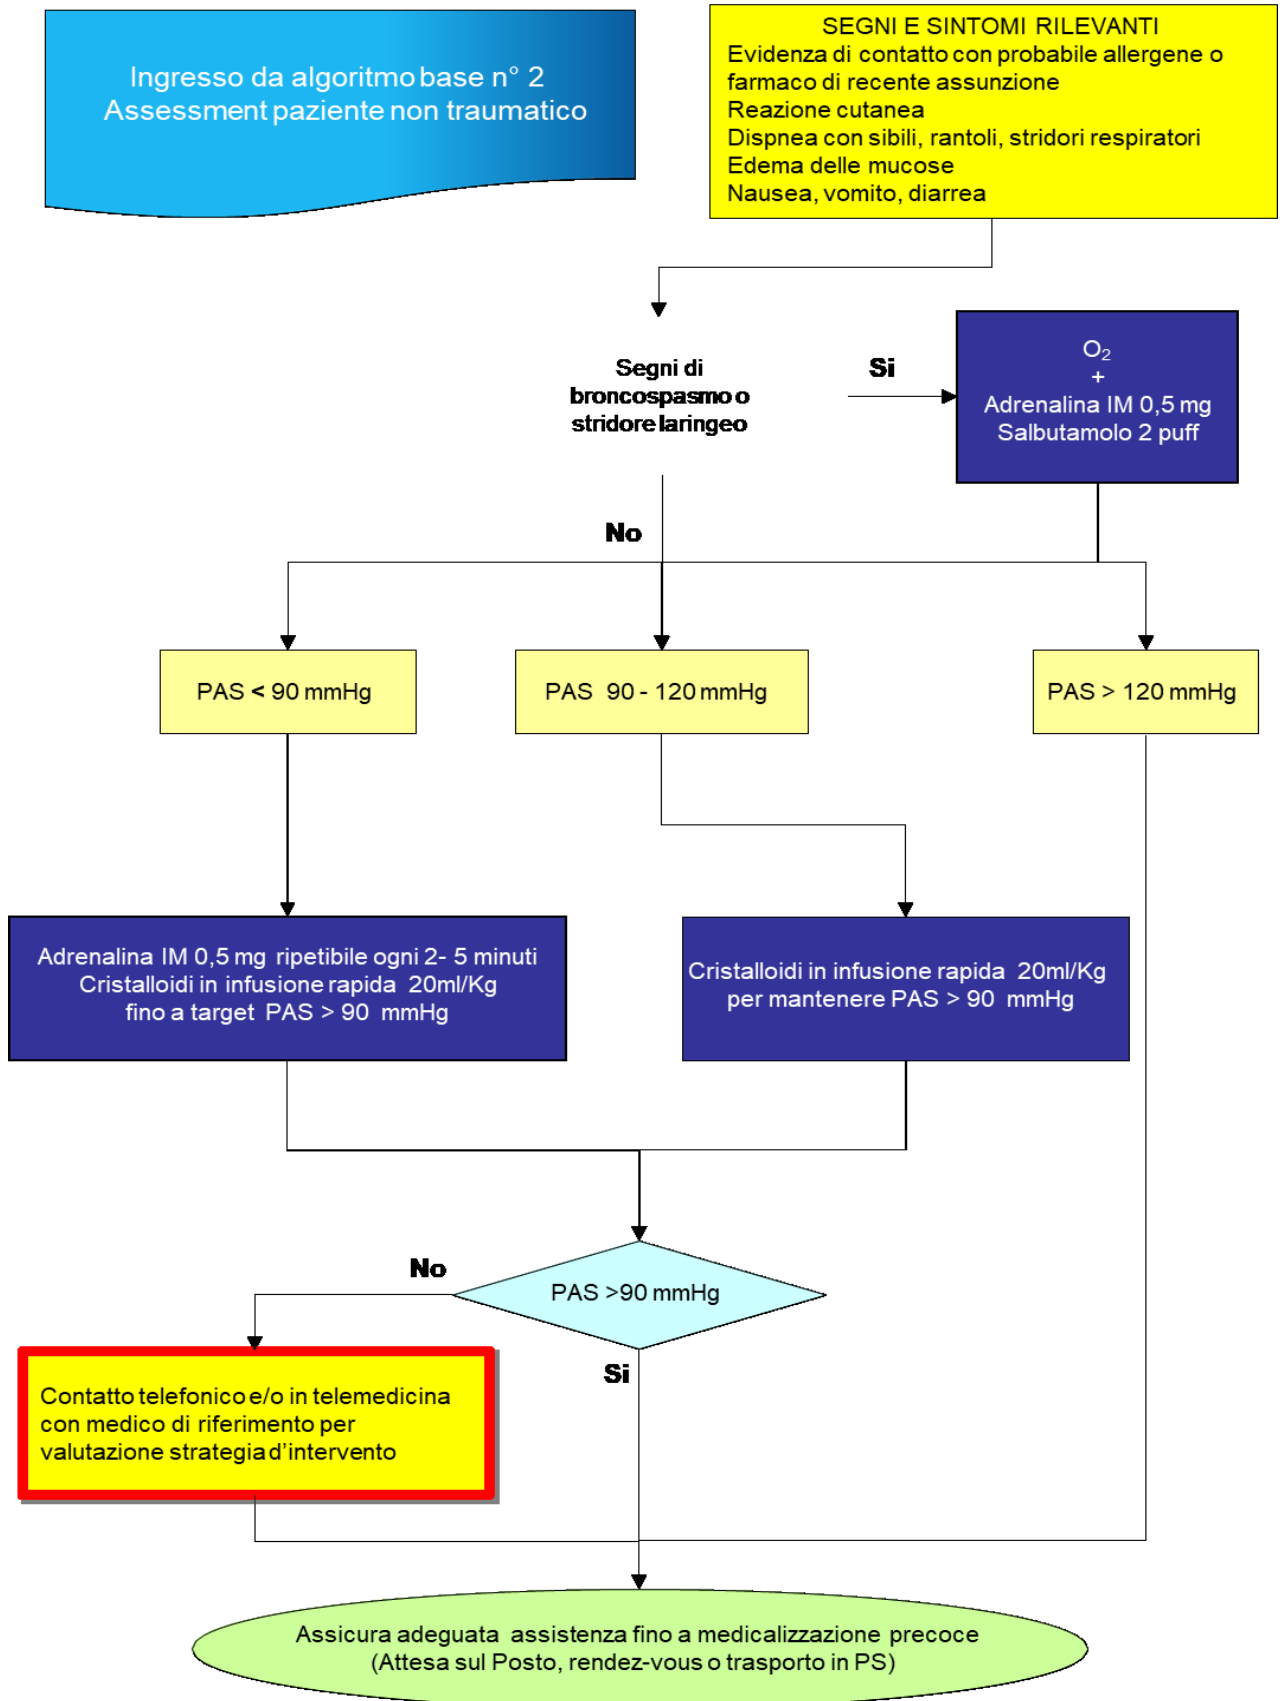 Ingresso da algoritmo base n° 2
Assessment paziente non traumatico
SEGNI E SINTOMI RILEVANTI
Evidenza di contatto con probabile allergene o
farmaco di recente assunzione
Reazione cutanea
Dispnea con sibili, rantoli, stridori respiratori
Edema delle mucose
Nausea, vomito, diarrea
Segni di
broncospasmo o
stridore laringeo
Si
O₂
+
Adrenalina IM 0,5 mg
Salbutamolo 2 puff
No
PAS < 90 mmHg
PAS 90 - 120 mmHg
PAS > 120 mmHg
Adrenalina IM 0,5 mg ripetibile ogni 2- 5 minuti
Cristalloidi in infusione rapida 20ml/Kg
fino a target PAS > 90 mmHg
Cristalloidi in infusione rapida 20ml/Kg
per mantenere PAS > 90 mmHg
No
PAS >90 mmHg
Si
Contatto telefonico e/o in telemedicina
con medico di riferimento per
valutazione strategia d'intervento
Assicura adeguata assistenza fino a medicalizzazione precoce
(Attesa sul Posto, rendez-vous o trasporto in PS)